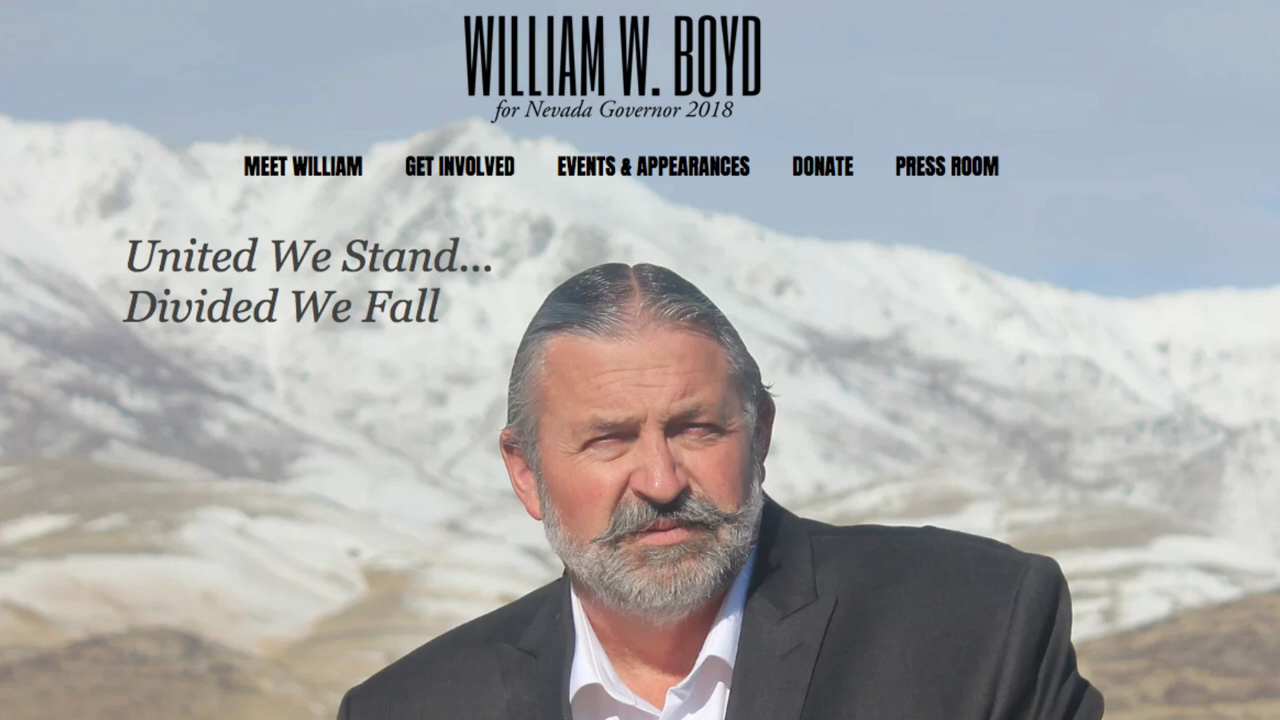 WILLIAM W. BOYD
for Nevada Governor 2018
MEET WILLIAM GET INVOLVED EVENTS & APPEARANCES DONATE PRESS ROOM
United We Stand...
Divided We Fall